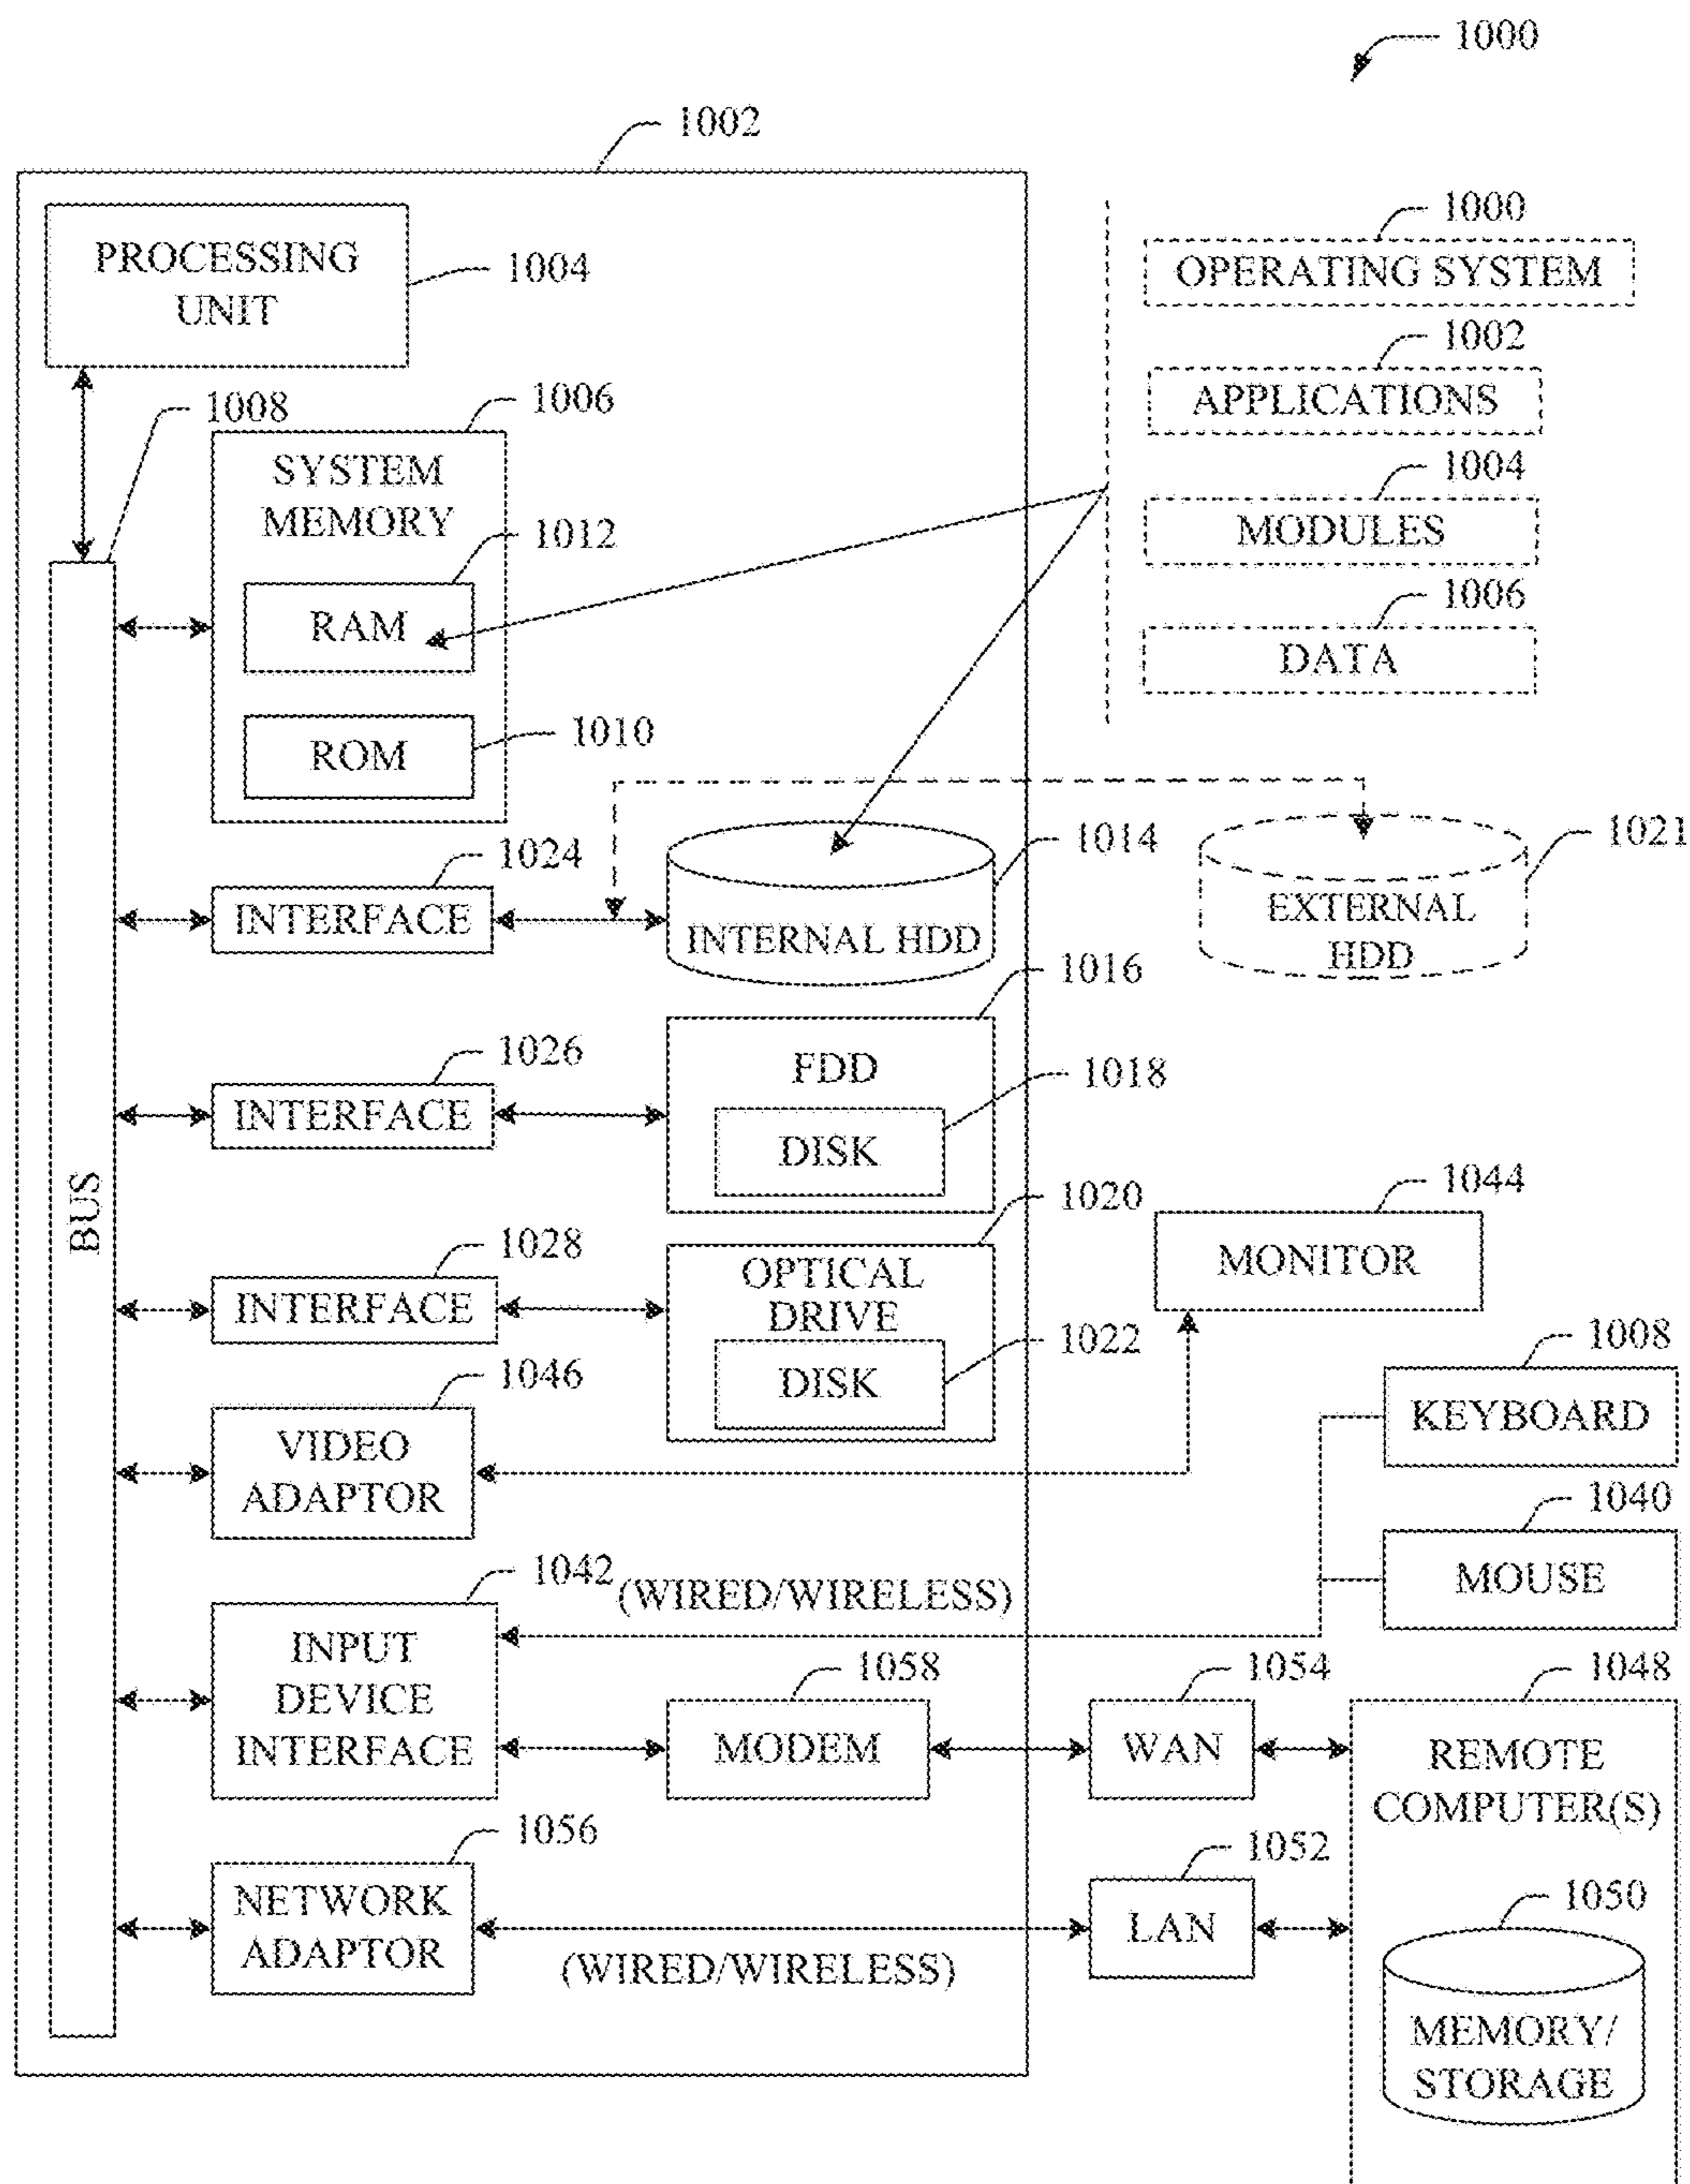 1000
1002
PROCESSING
UNIT
1004
1008
1006
SYSTEM
MEMORY
1012
RAM
1010
ROM
1000
OPERATING SYSTEM
1002
APPLICATIONS
1004
MODULES
1006
DATA
BUS
1024
INTERFACE
1014
INTERNAL HDD
1021
EXTERNAL
HDD
1026
INTERFACE
1016
FDD
1018
DISK
1028
INTERFACE
1020
OPTICAL
DRIVE
1022
DISK
1044
MONITOR
1046
VIDEO
ADAPTOR
1008
KEYBOARD
1040
MOUSE
1042
(WIRED/WIRELESS)
INPUT
DEVICE
INTERFACE
1058
MODEM
1054
WAN
1048
REMOTE
COMPUTER(S)
1056
NETWORK
ADAPTOR
(WIRED/WIRELESS)
1052
LAN
1050
MEMORY/
STORAGE